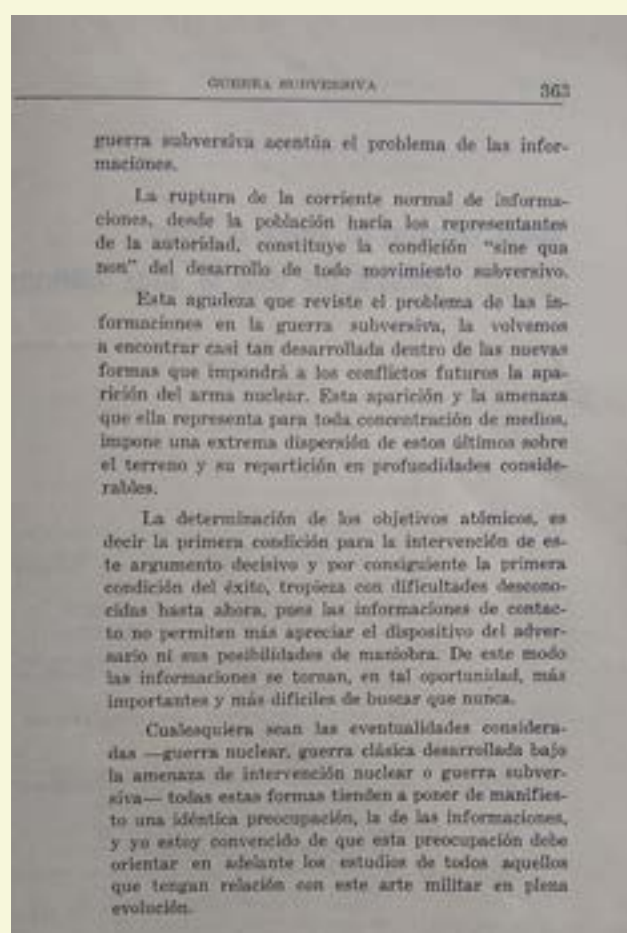 GUERRA SUBVERSIVA
363
guerra subversiva acentúa el problema de las infor-
maciones.
La ruptura de la corriente normal de informa-
ciones, desde la población hacia los representantes
de la autoridad, constituye la condición "sine qua
non" del desarrollo de todo movimiento subversivo.
Esta agudeza que reviste el problema de las in-
formaciones en la guerra subversiva, la volvemos
a encontrar casi tan desarrollada dentro de las nuevas
formas que impondrá a los conflictos futuros la apa-
rición del arma nuclear. Esta aparición y la amenaza
que ella representa para toda concentración de medios,
impone una extrema dispersión de estos últimos sobre
el terreno y su repartición en profundidades conside-
rables.
La determinación de los objetivos atómicos, es
decir la primera condición para la intervención de es-
te argumento decisivo y por consiguiente la primera
condición del éxito, tropieza con dificultades descono-
cidas hasta ahora, pues las informaciones de contac-
to no permiten más apreciar el dispositivo del adver-
sario ni sus posibilidades de maniobra. De este modo
las informaciones se tornan, en tal oportunidad, más
importantes y más difíciles de buscar que nunca.
Cualesquiera sean las eventualidades considera-
das —guerra nuclear, guerra clásica desarrollada bajo
la amenaza de intervención nuclear o guerra subver-
siva— todas estas formas tienden a poner de manifies-
to una idéntica preocupación, la de las informaciones,
y yo estoy convencido de que esta preocupación debe
orientar en adelante los estudios de todos aquellos
que tengan relación con este arte militar en plena
evolución.